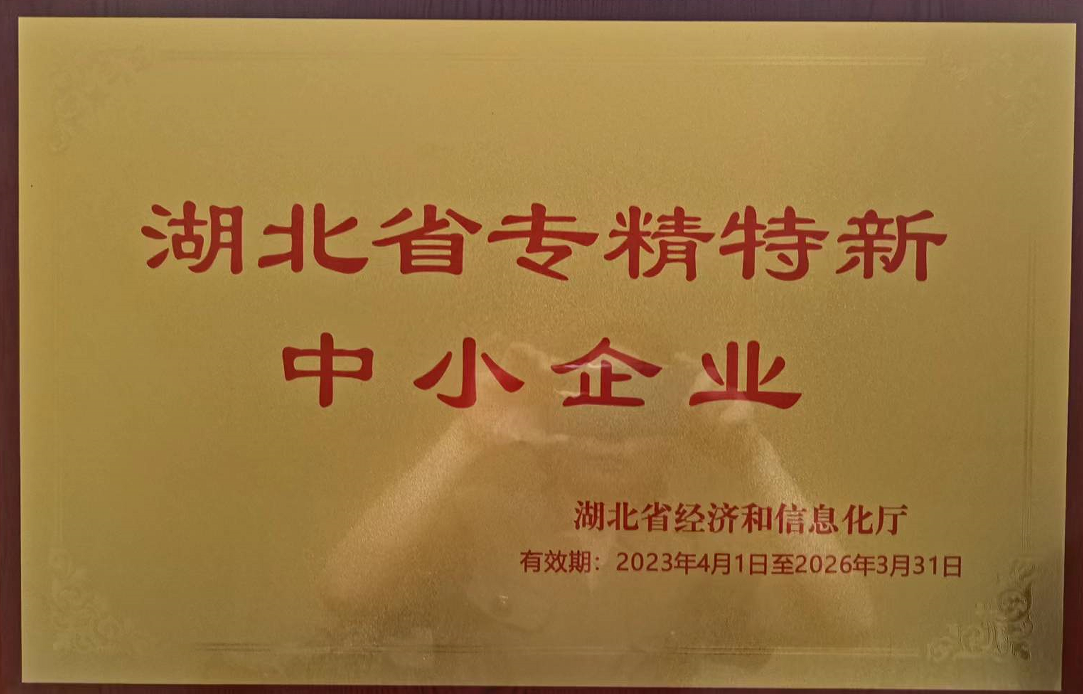 湖北省专精特新
中小企业
湖北省经济和信息化厅
有效期：2023年4月1日至2026年3月31日